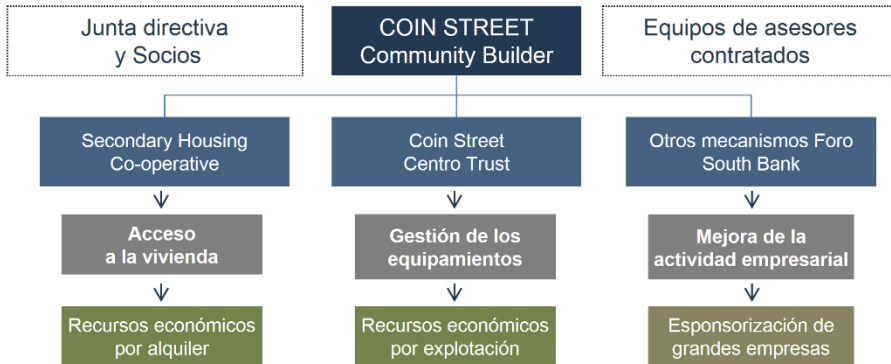 Junta directiva
y Socios
COIN STREET
Community Builder
Equipos de asesores
contratados
Secondary Housing
Co-operative
Coin Street
Centro Trust
Otros mecanismos Foro
South Bank
Acceso
a la vivienda
Gestión de los
equipamientos
Mejora de la
actividad empresarial
Recursos económicos
por alquiler
Recursos económicos
por explotación
Esponsorización de
grandes empresas